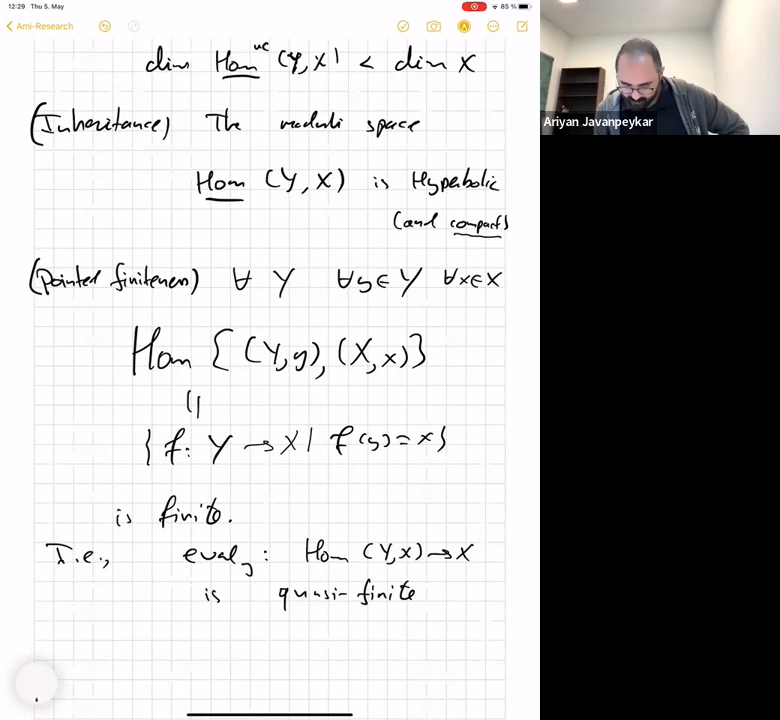 12:29 Thu 5. May
85 %
Ami-Research
dim Hom^nc (Y, X) < dim X
(Inheritance) The moduli space
Hom (Y, X) is Hyperbolic
(and compact)
(Pointed finiteness) ∀ Y ∀y∈Y ∀x∈X
Hom { (Y,y), (X,x) }
||
{ f: Y → X | f(y) = x }
is finite.
I.e., eval_y : Hom (Y,X) → X
is quasi-finite
Ariyan Javanpeykar